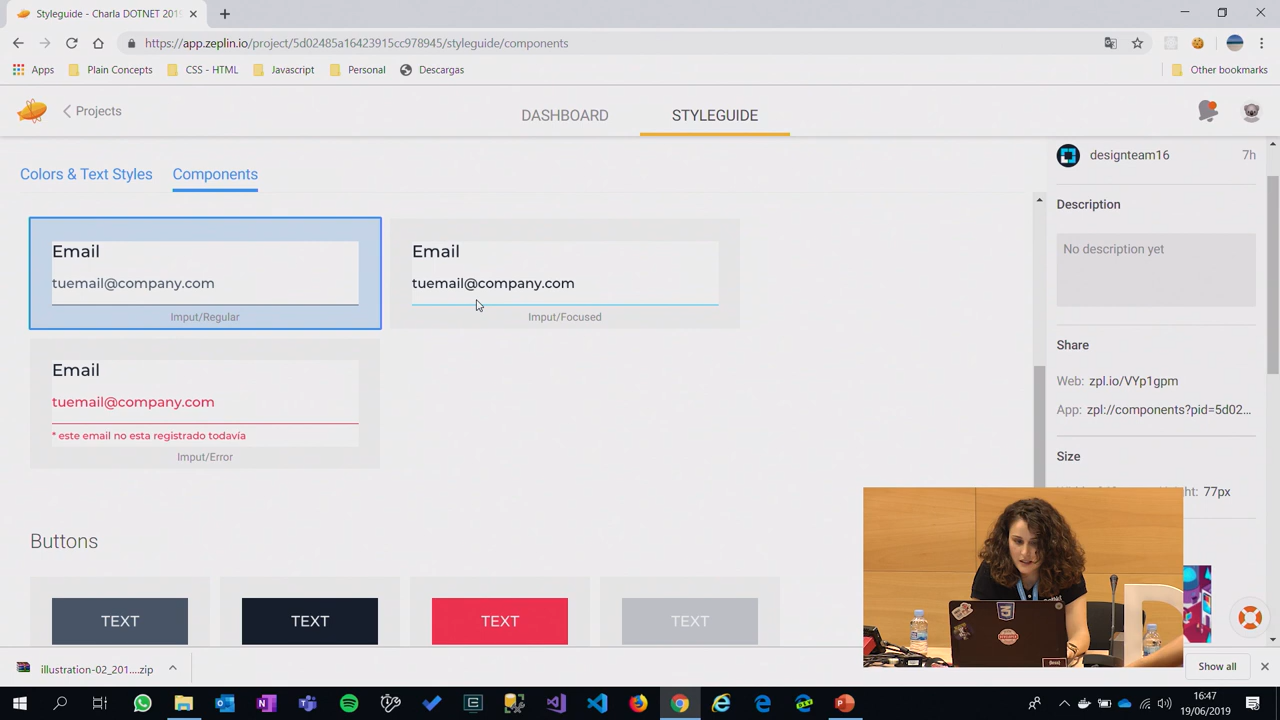 Styleguide - Charla DOTNET 201
https://app.zeplin.io/project/5d02485a16423915cc978945/styleguide/components
Apps
Plain Concepts
CSS - HTML
Javascript
Personal
Descargas
Other bookmarks
Projects
DASHBOARD
STYLEGUIDE
Colors & Text Styles
Components
designteam16
7h
Description
No description yet
Share
Web: zpl.io/VYp1gpm
App: zpl://components?pid=5d02...
Size
77px
Email
tuemail@company.com
Imput/Regular
Email
tuemail@company.com
Imput/Focused
Email
tuemail@company.com
* este email no esta registrado todavía
Imput/Error
Buttons
TEXT
TEXT
TEXT
TEXT
illustration-02_201....zip
Show all
16:47
19/06/2019